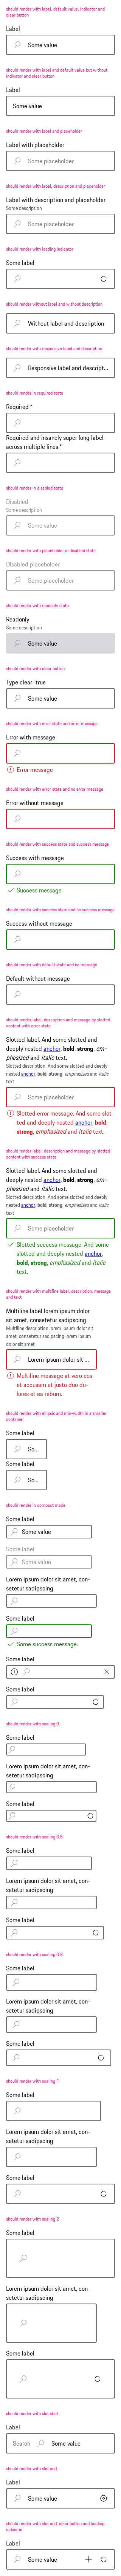 should render with label, default value, indicator and
clear button
Label
Some value
should render with label and default value but without
indicator and clear button
Label
Some value
should render with label and placeholder
Label with placeholder
Some placeholder
should render with label, description and placeholder
Label with description and placeholder
Some description
Some placeholder
should render with loading indicator
Some label
should render without label and without description
Without label and description
should render with responsive label and description
Responsive label and descript...
should render in required state
Required *
Required and insanely super long label
across multiple lines *
should render in disabled state
Disabled
Some description
Some value
should render with placeholder in disabled state
Disabled placeholder
Some placeholder
should render with readonly state
Readonly
Some description
Some value
should render with clear button
Type clear=true
Some value
should render with error state and error message
Error with message
Error message
should render with error state and no error message
Error without message
should render with success state and success message
Success with message
Success message
should render with success state and no success message
Success without message
should render with default state and no message
Default without message
should render label, description and message by slotted
content with error state
Slotted label. And some slotted and
deeply nested anchor, bold, strong, em-
phasized and italic text.
Slotted description. And some slotted and deeply nested
anchor, bold, strong, emphasized and italic
text.
Some placeholder
Slotted error message. And some slot-
ted and deeply nested anchor, bold,
strong, emphasized and italic text.
should render label, description and message by slotted
content with success state
Slotted label. And some slotted and
deeply nested anchor, bold, strong, em-
phasized and italic text.
Slotted description. And some slotted and deeply nested
anchor, bold, strong, emphasized and italic
text.
Some placeholder
Slotted success message. And some
slotted and deeply nested anchor,
bold, strong, emphasized and italic
text.
should render with multiline label, description, message
and text
Multiline label lorem ipsum dolor
sit amet, consetetur sadipscing
Multiline description lorem ipsum dolor sit
amet, consetetur sadipscing lorem ipsum
dolor sit amet
Lorem ipsum dolor sit ...
Multiline message at vero eos
et accusam et justo duo do-
lores et ea rebum.
should render with ellipsis and min-width in a smaller
container
Some label
So...
Some label
So...
should render in compact mode
Some label
Some value
Some label
Some value
Lorem ipsum dolor sit amet, con-
setetur sadipscing
Some label
Some success message.
Some label
Some label
should render with scaling 0
Some label
Lorem ipsum dolor sit amet, con-
setetur sadipscing
Some label
should render with scaling 0.5
Some label
Lorem ipsum dolor sit amet, con-
setetur sadipscing
Some label
should render with scaling 0.8
Some label
Lorem ipsum dolor sit amet, con-
setetur sadipscing
Some label
should render with scaling 1
Some label
Lorem ipsum dolor sit amet, con-
setetur sadipscing
Some label
should render with scaling 2
Some label
Lorem ipsum dolor sit amet, con-
setetur sadipscing
Some label
should render with slot start
Label
Search
Some value
should render with slot end
Label
Some value
should render with slot end, clear button and loading
indicator
Label
Some value